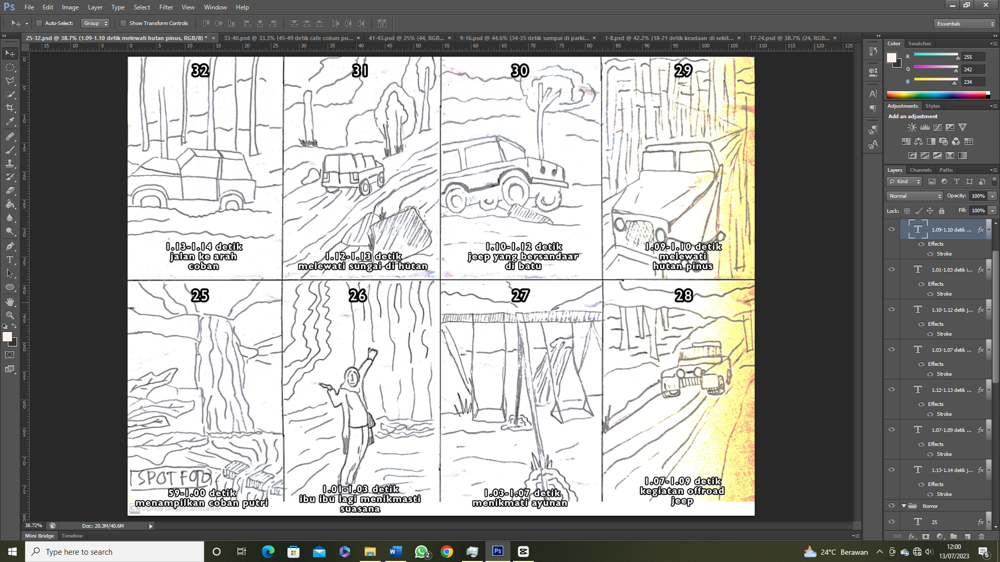 Ps File Edit Image Layer Type Select Filter View Window Help
Auto-Select: Group Show Transform Controls Essentials
25-32.psd @ 38.7% (1.09-1.10 detik melewati hutan pinus, RGB/8) *
33-40.psd @ 33.3% (45-49 detik cafe coban pu...
41-43.psd @ 25% (44, RGB...
9-16.psd @ 44.6% (34-35 detik sampai di parki...
1-8.psd @ 42.2% (18-21 detik keadaan di sekit...
17-24.psd @ 38.7% (24, RGB...
32
1.13-1.14 detik
jalan ke arah
coban
31
1.12-1.13 detik
melewati sungai di hutan
30
1.10-1.12 detik
jeep yang bersandaar
di batu
29
1.09-1.10 detik
melewati
hutan pinus
25
SPOT FOTO
59-1.00 detik
menampilkan coban putri
CS Dipindai dengan CamScanner
26
1.01-1.03 detik
ibu ibu lagi menikmasti
suasana
27
1.03-1.07 detik
menikmati ayunan
28
1.07-1.09 detik
kegiatan offroad
jeep
Color Swatches
R 255
G 242
B 234
Adjustments Styles
Add an adjustment
Layers Channels Paths
Kind
Normal Opacity: 100%
Lock: Fill: 100%
1.09-1.10 detik ... fx
Effects
Stroke
1.01-1.03 detik i... fx
Effects
Stroke
1.10-1.12 detik j... fx
Effects
Stroke
1.03-1.07 detik ... fx
Effects
Stroke
1.12-1.13 detik ... fx
Effects
Stroke
1.07-1.09 detik ... fx
Effects
Stroke
1.13-1.14 detik j... fx
Effects
Stroke
Nomor
25 fx
38.72% Doc: 20.3M/40.6M
Mini Bridge Timeline
Type here to search
24°C Berawan
12:00
13/07/2023